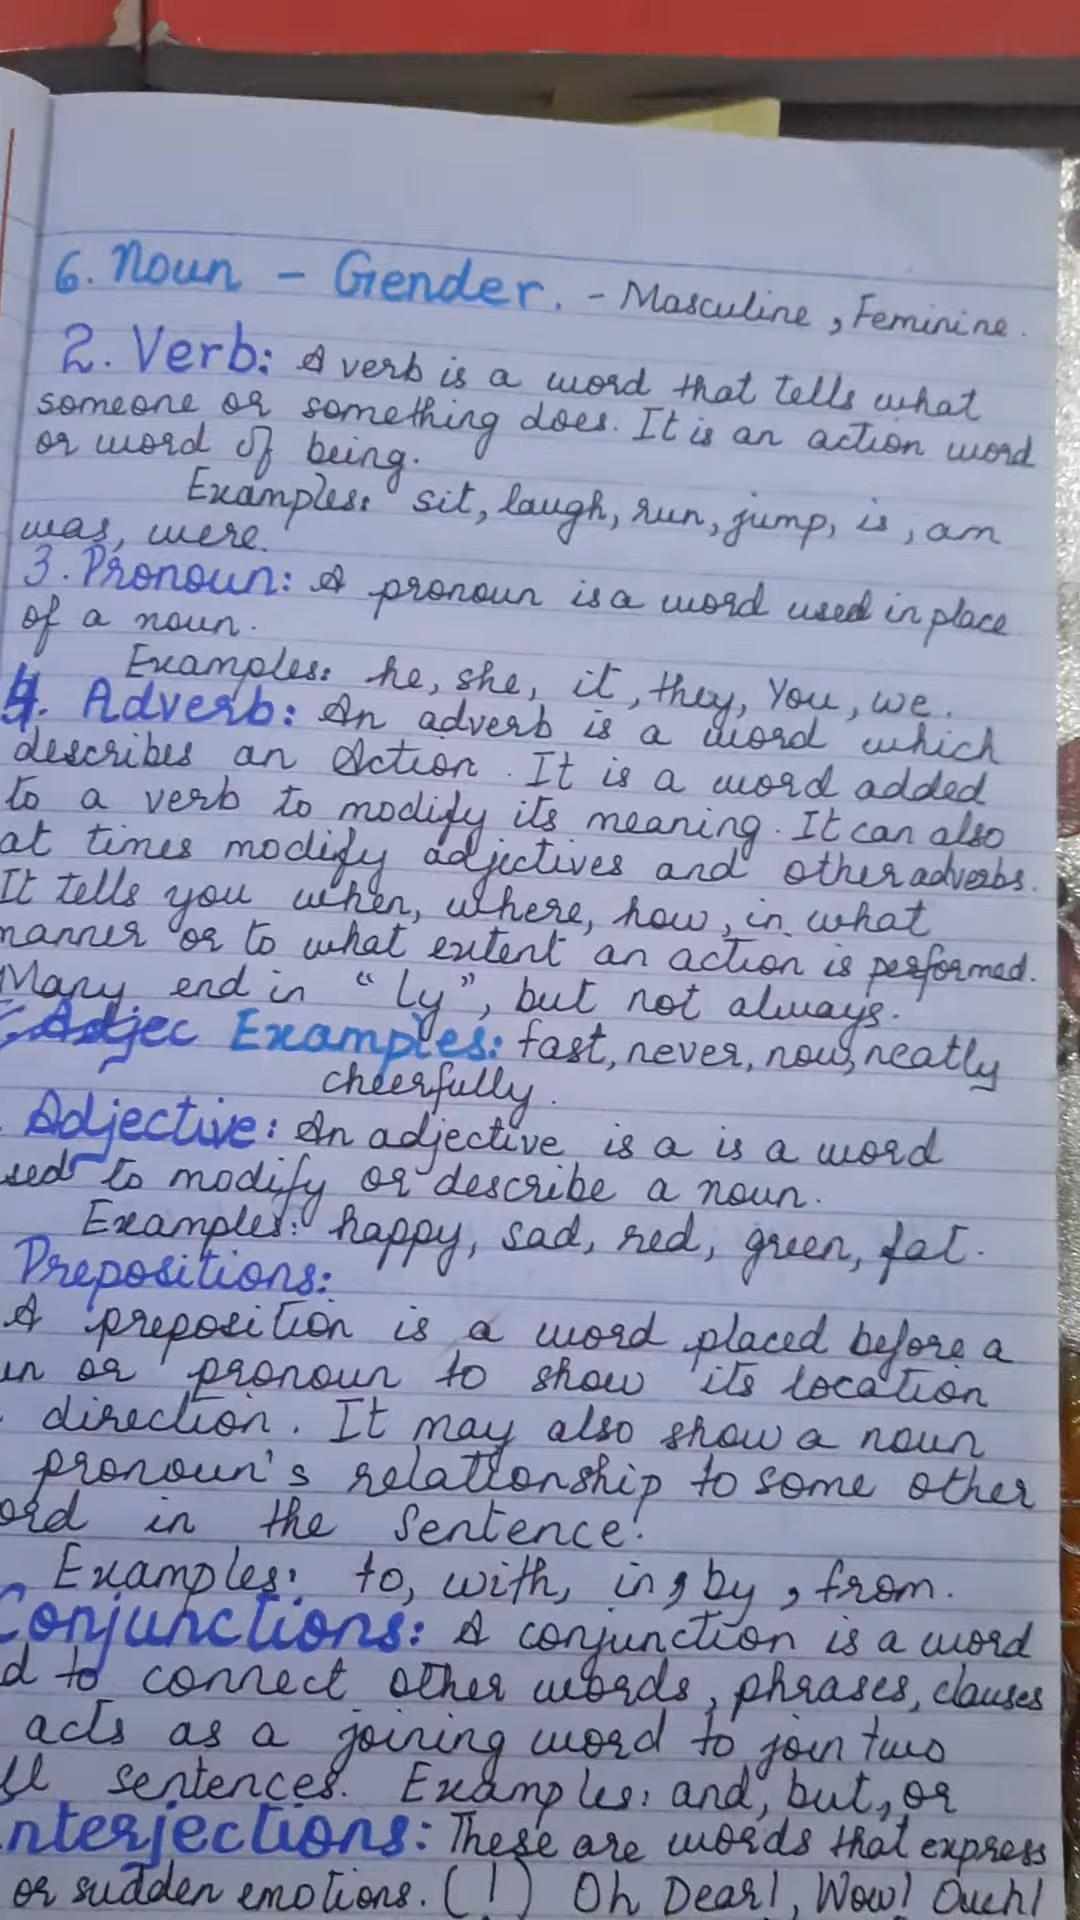 6. Noun - Gender. - Masculine, Feminine.
2. Verb: A verb is a word that tells what
someone or something does. It is an action word
or word of being.
Examples: sit, laugh, run, jump, is, am
was, were.
3. Pronoun: A pronoun is a word used in place
of a noun.
Examples: he, she, it, they, You, we.
4. Adverb: An adverb is a word which
describes an Action. It is a word added
to a verb to modify its meaning. It can also
at times modify adjectives and other adverbs.
It tells you when, where, how, in what
manner or to what extent an action is performed.
Many end in "ly", but not always.
Adjec Examples: fast, never, now, neatly
cheerfully.
Adjective: An adjective is a is a word
sed to modify or describe a noun.
Examples: happy, sad, red, green, fat.
Prepositions:
A preposition is a word placed before a
un or pronoun to show its location
direction. It may also show a noun
pronoun's relationship to some other
ord in the Sentence.
Examples: to, with, in, by, from.
Conjunctions: A conjunction is a word
d to connect other words, phrases, clauses
acts as a joining word to join two
sentences. Examples: and, but, or
nterjections: These are words that express
or sudden emotions. (!) Oh Dear!, Wow! Ouch!